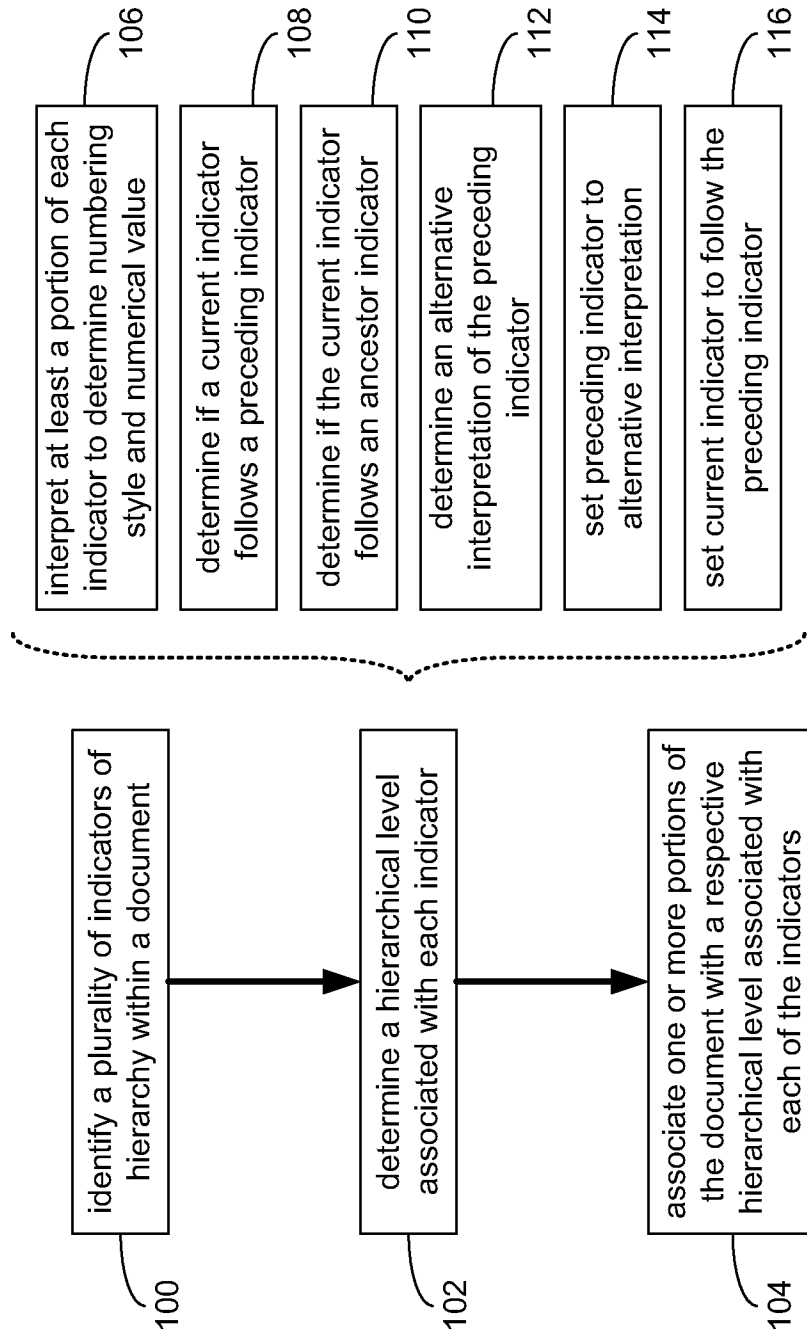 100
identify a plurality of indicators of
hierarchy within a document
102
determine a hierarchical level
associated with each indicator
104
associate one or more portions of
the document with a respective
hierarchical level associated with
each of the indicators
interpret at least a portion of each
indicator to determine numbering
style and numerical value
106
determine if a current indicator
follows a preceding indicator
108
determine if the current indicator
follows an ancestor indicator
110
determine an alternative
interpretation of the preceding
indicator
112
set preceding indicator to
alternative interpretation
114
set current indicator to follow the
preceding indicator
116